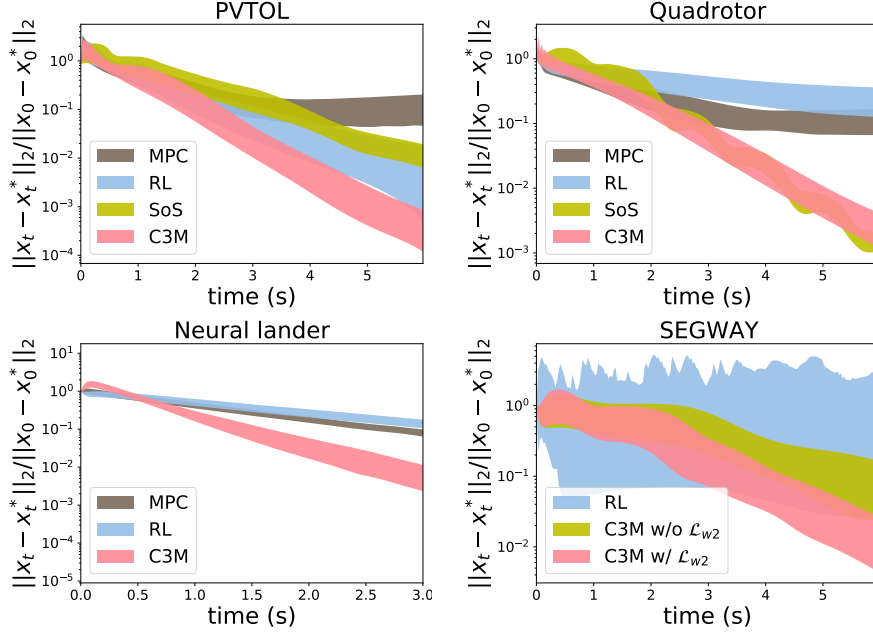 PVTOL
||x_t − x_t^*||_2/||x_0 − x_0^*||_2
10^0
10^{-1}
10^{-2}
10^{-3}
10^{-4}
MPC
RL
SoS
C3M
0 1 2 3 4 5
time (s)
Quadrotor
||x_t − x_t^*||_2/||x_0 − x_0^*||_2
10^0
10^{-1}
10^{-2}
10^{-3}
MPC
RL
SoS
C3M
0 1 2 3 4 5
time (s)
Neural lander
||x_t − x_t^*||_2/||x_0 − x_0^*||_2
10^1
10^0
10^{-1}
10^{-2}
10^{-3}
10^{-4}
10^{-5}
MPC
RL
C3M
0.0 0.5 1.0 1.5 2.0 2.5 3.0
time (s)
SEGWAY
||x_t − x_t^*||_2/||x_0 − x_0^*||_2
10^0
10^{-1}
10^{-2}
RL
C3M w/o ℒ_{w2}
C3M w/ ℒ_{w2}
0 1 2 3 4 5
time (s)